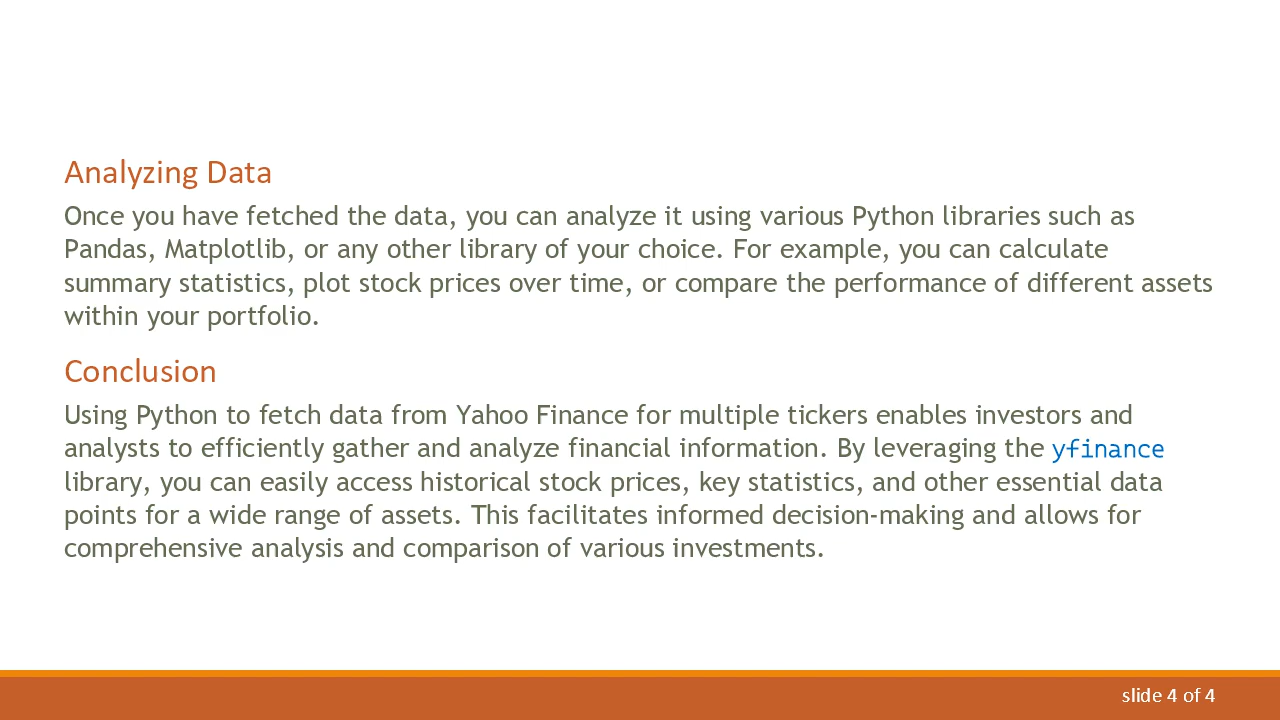 Analyzing Data
Once you have fetched the data, you can analyze it using various Python libraries such as
Pandas, Matplotlib, or any other library of your choice. For example, you can calculate
summary statistics, plot stock prices over time, or compare the performance of different assets
within your portfolio.
Conclusion
Using Python to fetch data from Yahoo Finance for multiple tickers enables investors and
analysts to efficiently gather and analyze financial information. By leveraging the yfinance
library, you can easily access historical stock prices, key statistics, and other essential data
points for a wide range of assets. This facilitates informed decision-making and allows for
comprehensive analysis and comparison of various investments.
slide 4 of 4